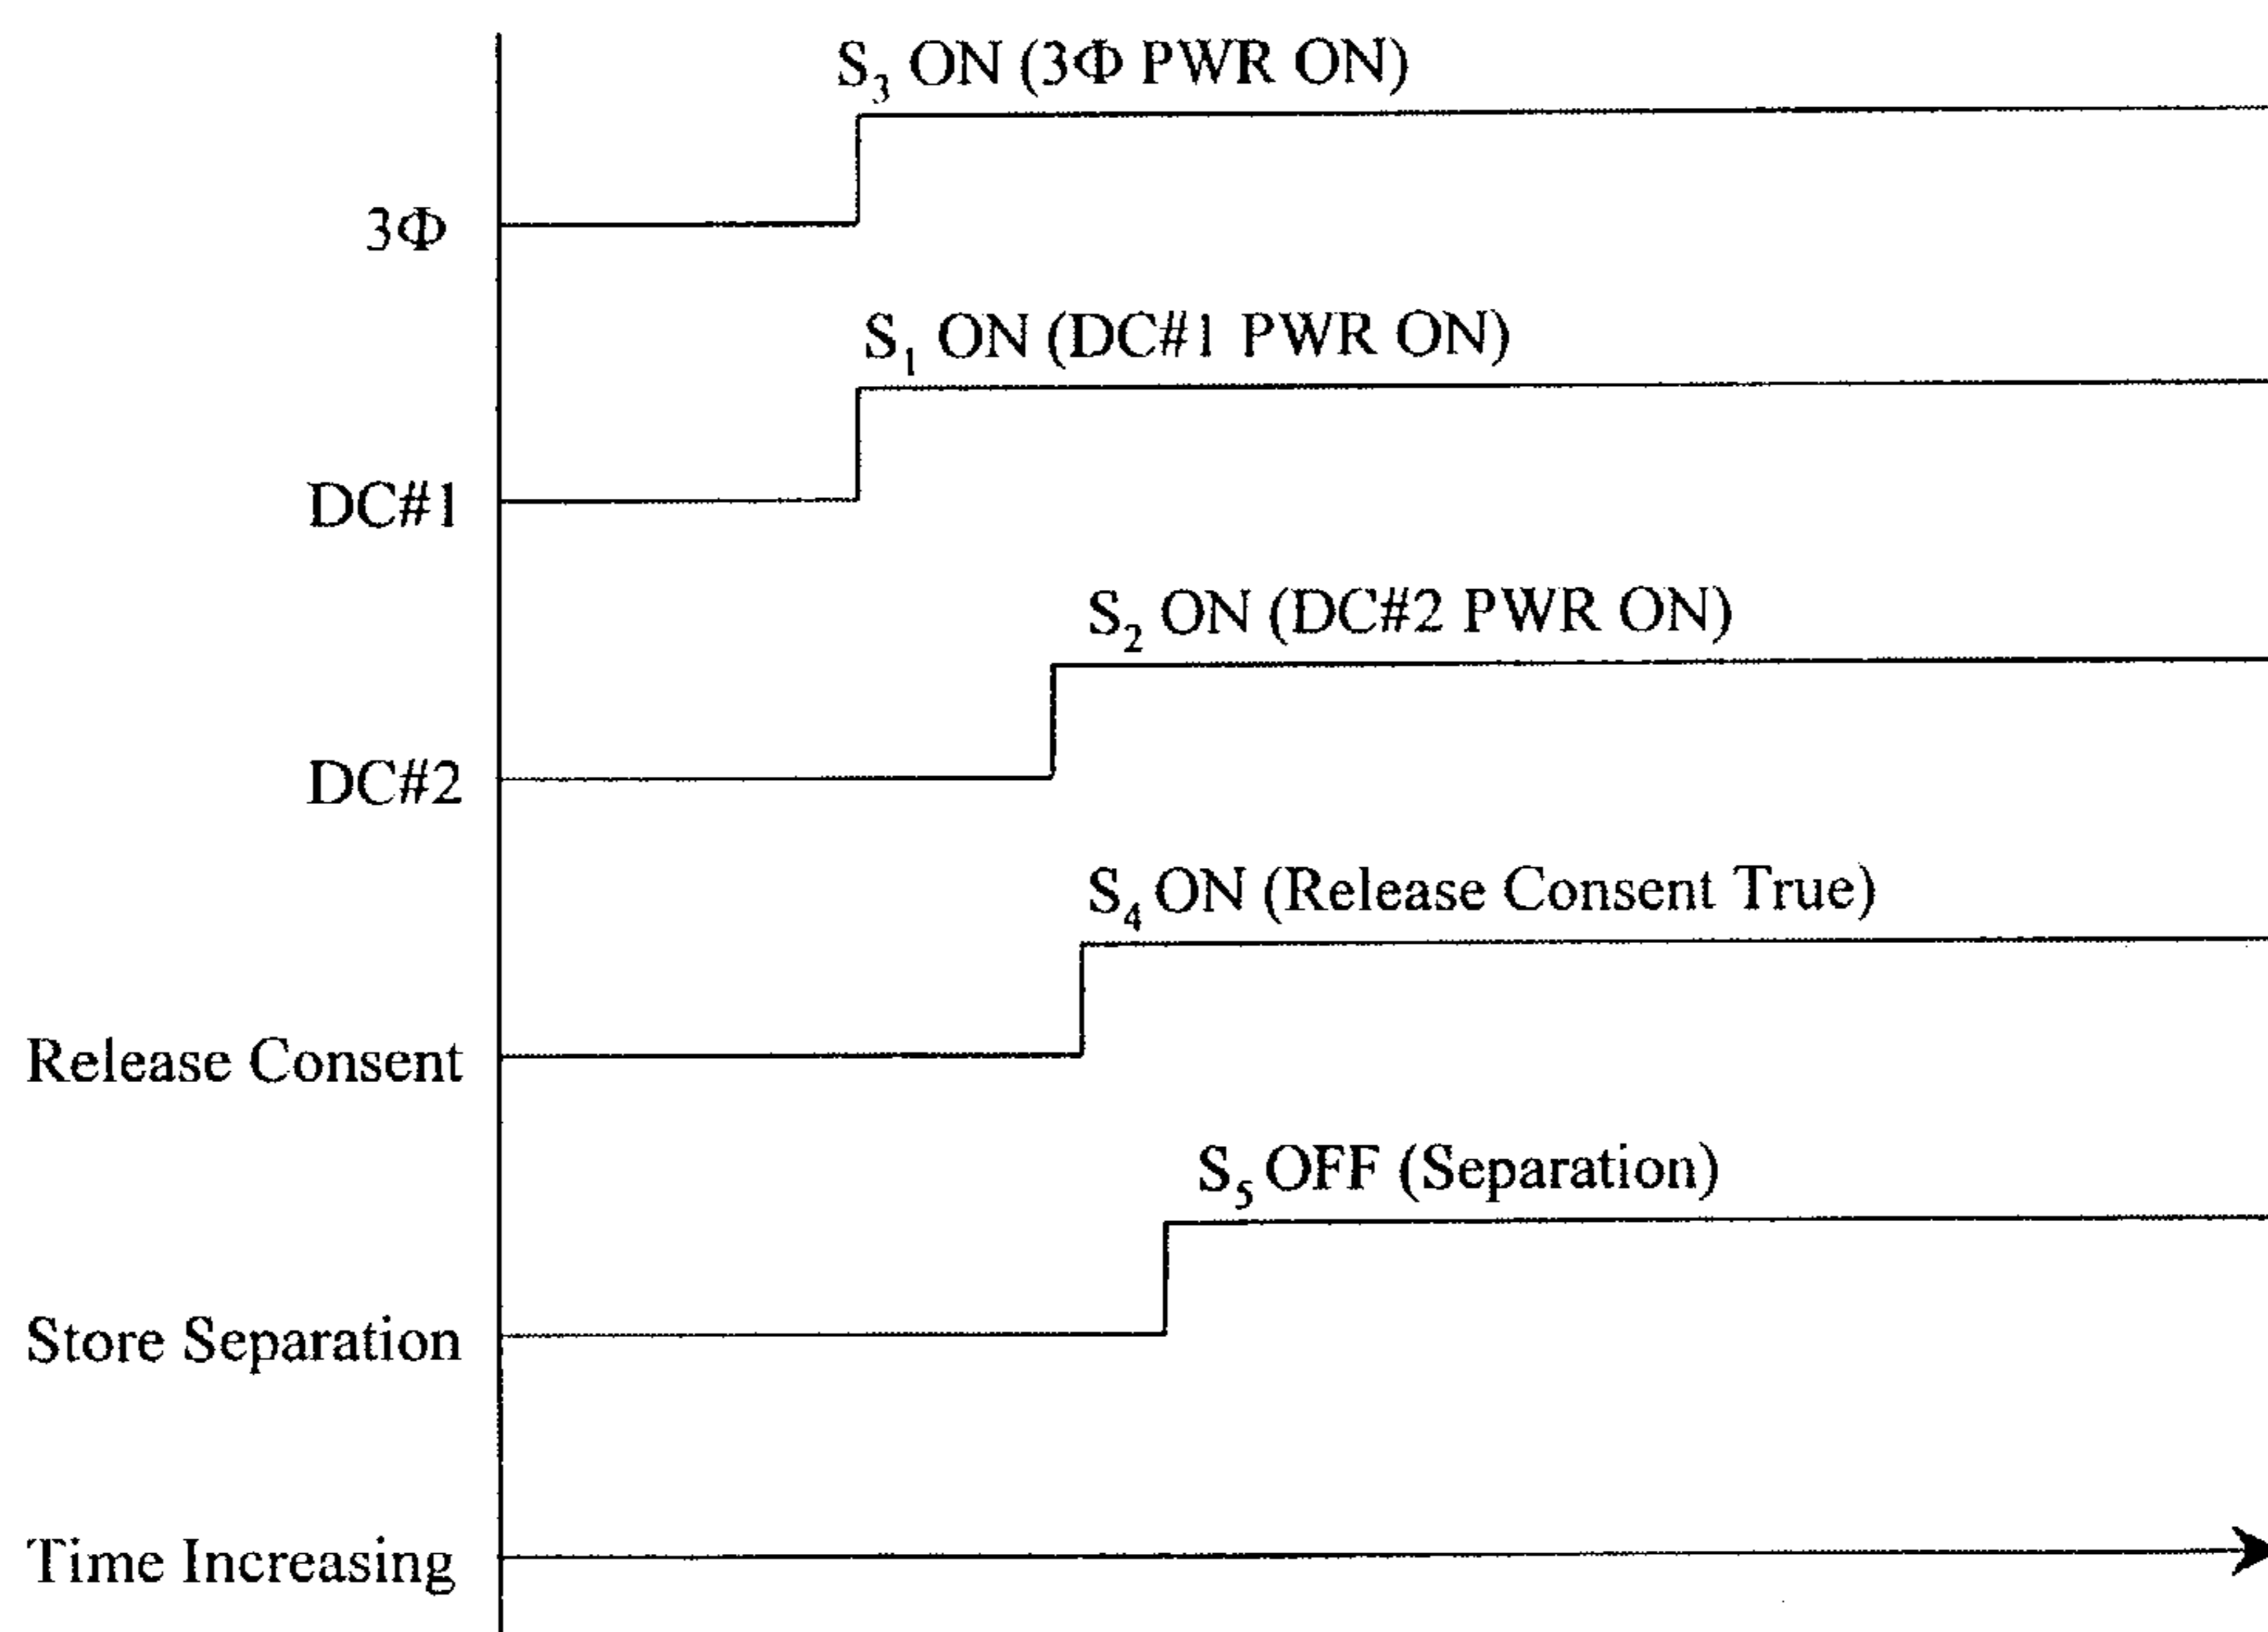 S₃ ON (3Φ PWR ON)
3Φ
S₁ ON (DC#1 PWR ON)
DC#1
S₂ ON (DC#2 PWR ON)
DC#2
S₄ ON (Release Consent True)
Release Consent
S₅ OFF (Separation)
Store Separation
Time Increasing